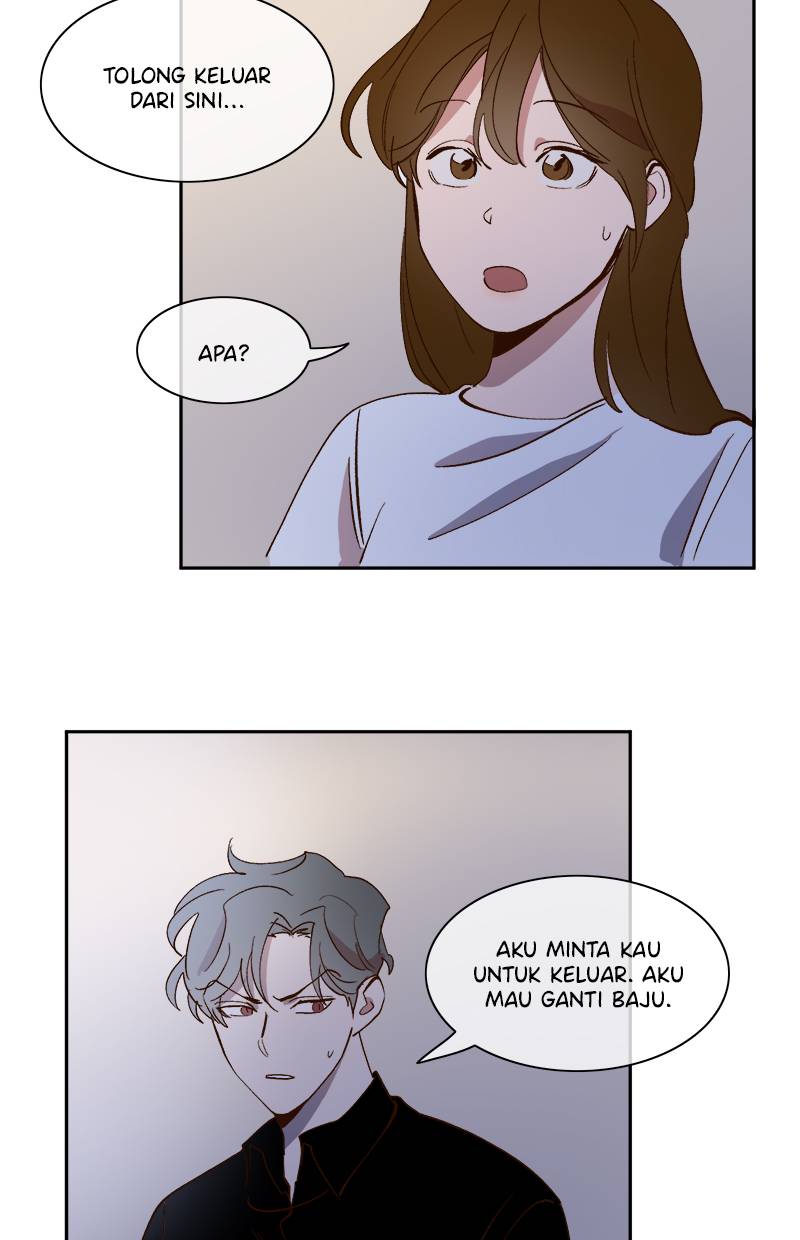 TOLONG KELUAR
DARI SINI...
APA?
AKU MINTA KAU
UNTUK KELUAR. AKU
MAU GANTI BAJU.